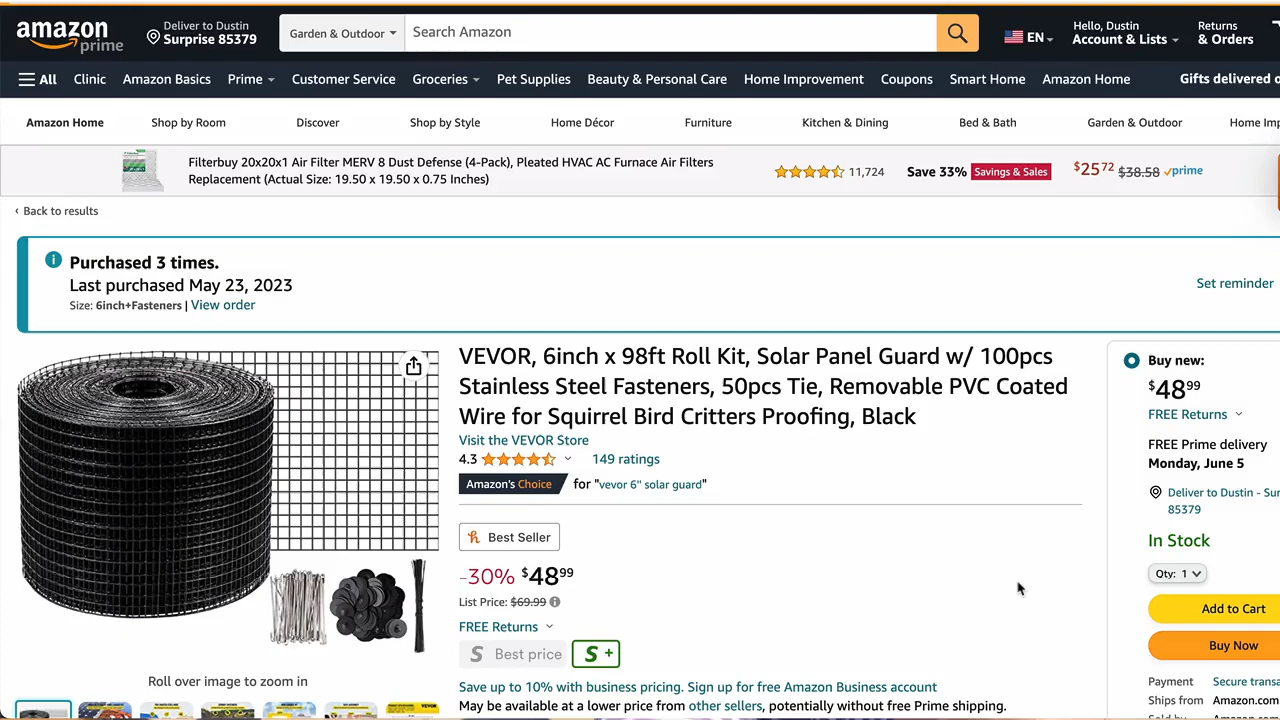 amazon prime
Deliver to Dustin
Surprise 85379
Garden & Outdoor
Search Amazon
EN
Hello, Dustin
Account & Lists
Returns
& Orders
All
Clinic
Amazon Basics
Prime
Customer Service
Groceries
Pet Supplies
Beauty & Personal Care
Home Improvement
Coupons
Smart Home
Amazon Home
Gifts delivered
Amazon Home
Shop by Room
Discover
Shop by Style
Home Décor
Furniture
Kitchen & Dining
Bed & Bath
Garden & Outdoor
Home Imp
Filterbuy 20x20x1 Air Filter MERV 8 Dust Defense (4-Pack), Pleated HVAC AC Furnace Air Filters
Replacement (Actual Size: 19.50 x 19.50 x 0.75 Inches)
11,724
Save 33% Savings & Sales
$25.72 $38.58 prime
‹ Back to results
Purchased 3 times.
Last purchased May 23, 2023
Size: 6inch+Fasteners | View order
Set reminder
VEVOR, 6inch x 98ft Roll Kit, Solar Panel Guard w/ 100pcs
Stainless Steel Fasteners, 50pcs Tie, Removable PVC Coated
Wire for Squirrel Bird Critters Proofing, Black
Visit the VEVOR Store
4.3
149 ratings
Amazon's Choice for "vevor 6" solar guard"
Best Seller
-30% $48.99
List Price: $69.99
FREE Returns
S Best price
S +
Save up to 10% with business pricing. Sign up for free Amazon Business account
May be available at a lower price from other sellers, potentially without free Prime shipping.
Roll over image to zoom in
Buy new:
$48.99
FREE Returns
FREE Prime delivery
Monday, June 5
Deliver to Dustin - Sur
85379
In Stock
Qty: 1
Add to Cart
Buy Now
Payment Secure transa
Ships from Amazon.com